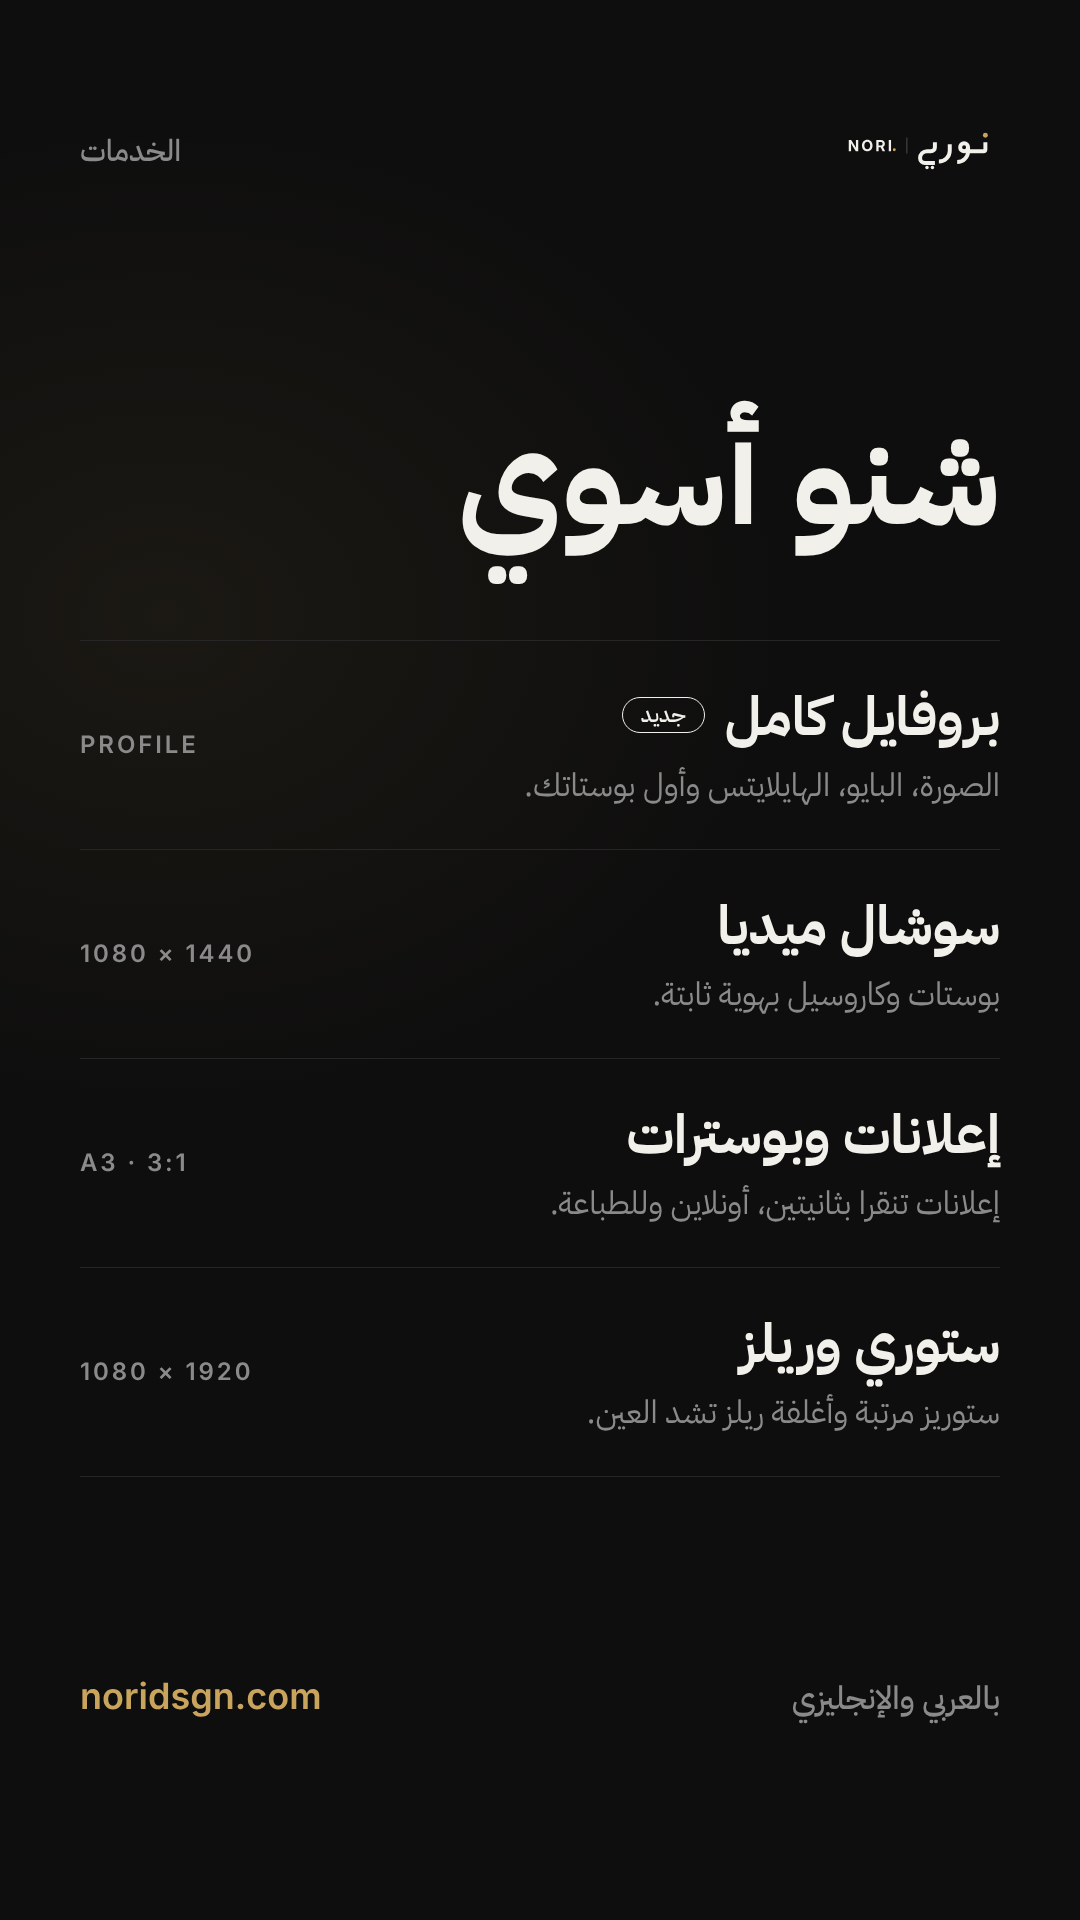 نوري | NORI.
الخدمات
شنو أسوي
بروفايل كامل جديد
الصورة، البايو، الهايلايتس وأول بوستاتك.
PROFILE
سوشال ميديا
بوستات وكاروسيل بهوية ثابتة.
1080 × 1440
إعلانات وبوسترات
إعلانات تنقرا بثانيتين، أونلاين وللطباعة.
A3 · 3:1
ستوري وريلز
ستوريز مرتبة وأغلفة ريلز تشد العين.
1080 × 1920
بالعربي والإنجليزي
noridsgn.com